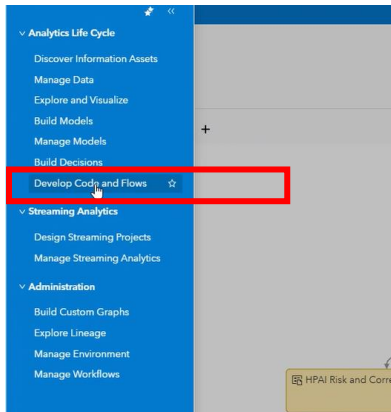 Analytics Life Cycle
Discover Information Assets
Manage Data
Explore and Visualize
Build Models
Manage Models
Build Decisions
Develop Code and Flows
Streaming Analytics
Design Streaming Projects
Manage Streaming Analytics
Administration
Build Custom Graphs
Explore Lineage
Manage Environment
Manage Workflows
HPAI Risk and Corre